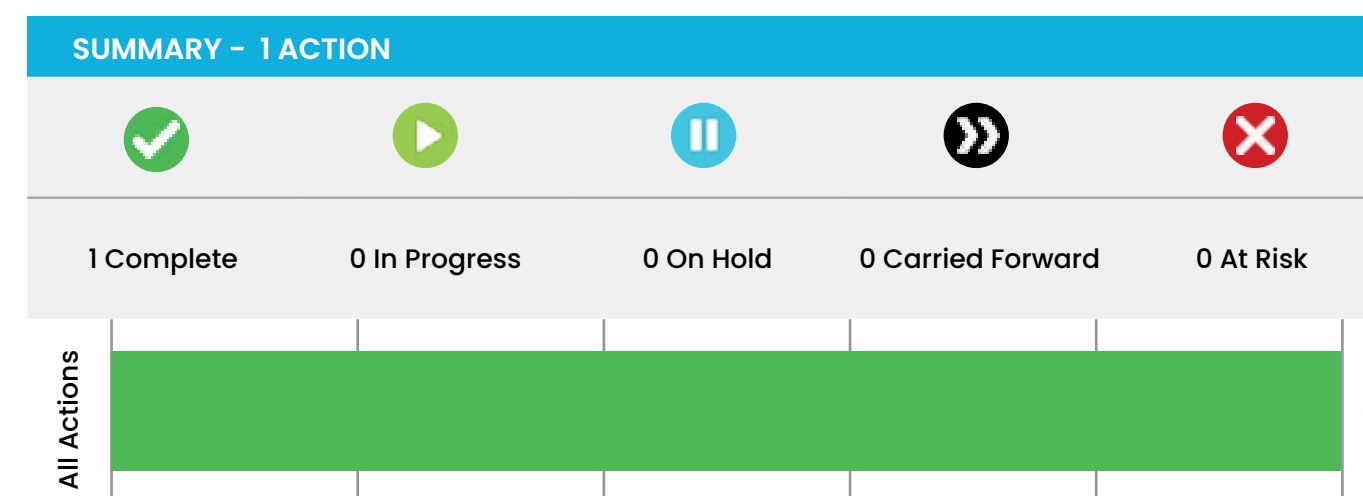 SUMMARY - 1 ACTION
1 Complete 0 In Progress 0 On Hold 0 Carried Forward 0 At Risk
All Actions